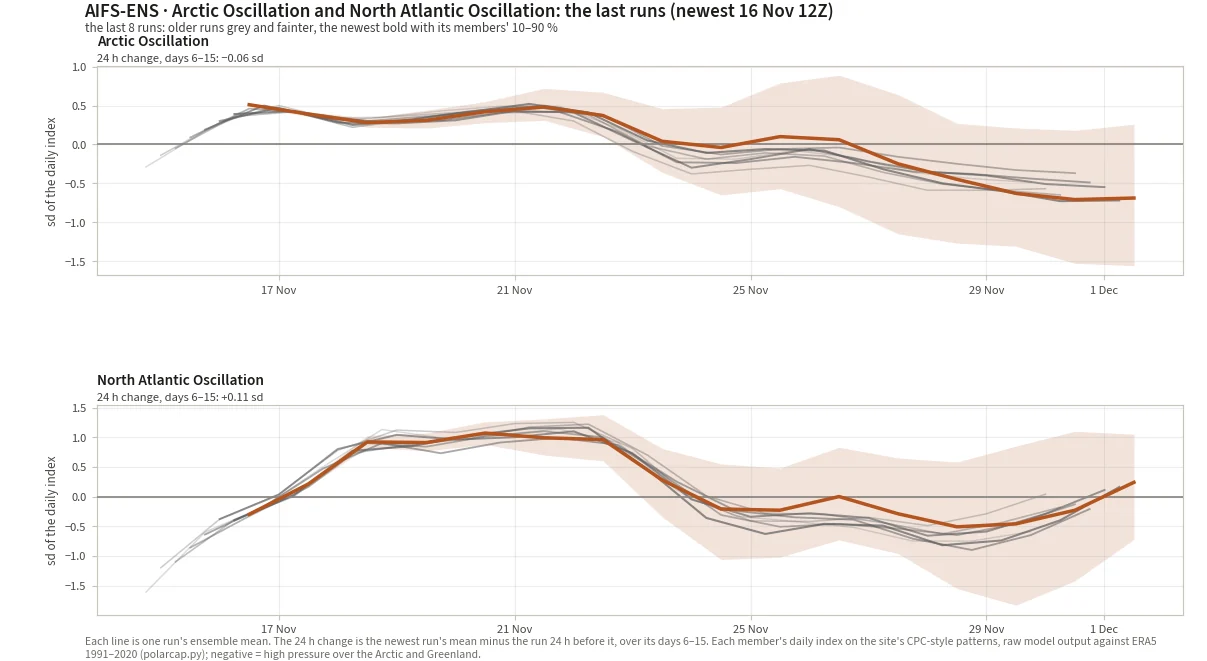 AIFS-ENS · Arctic Oscillation and North Atlantic Oscillation: the last runs (newest 16 Nov 12Z)
the last 8 runs: older runs grey and fainter, the newest bold with its members' 10–90 %
Arctic Oscillation
24 h change, days 6–15: −0.06 sd
1.0
0.5
0.0
−0.5
−1.0
−1.5
sd of the daily index
17 Nov
21 Nov
25 Nov
29 Nov
1 Dec
North Atlantic Oscillation
24 h change, days 6–15: +0.11 sd
1.5
1.0
0.5
0.0
−0.5
−1.0
−1.5
sd of the daily index
17 Nov
21 Nov
25 Nov
29 Nov
1 Dec
Each line is one run's ensemble mean. The 24 h change is the newest run's mean minus the run 24 h before it, over its days 6–15. Each member's daily index on the site's CPC-style patterns, raw model output against ERA5
1991–2020 (polarcap.py); negative = high pressure over the Arctic and Greenland.